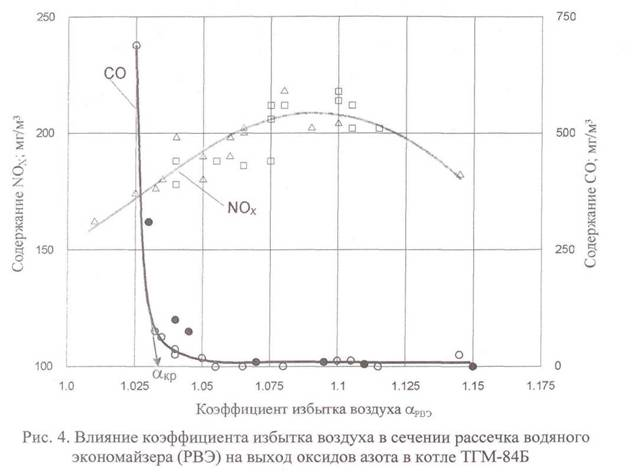 250
200
150
100
750
500
250
0
Содержание NOX; мг/м³
Содержание CO; мг/м³
CO
NOx
αкр
1.0 1.025 1.05 1.075 1.1 1.125 1.15 1.175
Коэффициент избытка воздуха αРВЭ
Рис. 4. Влияние коэффициента избытка воздуха в сечении рассечка водяного
экономайзера (РВЭ) на выход оксидов азота в котле ТГМ-84Б